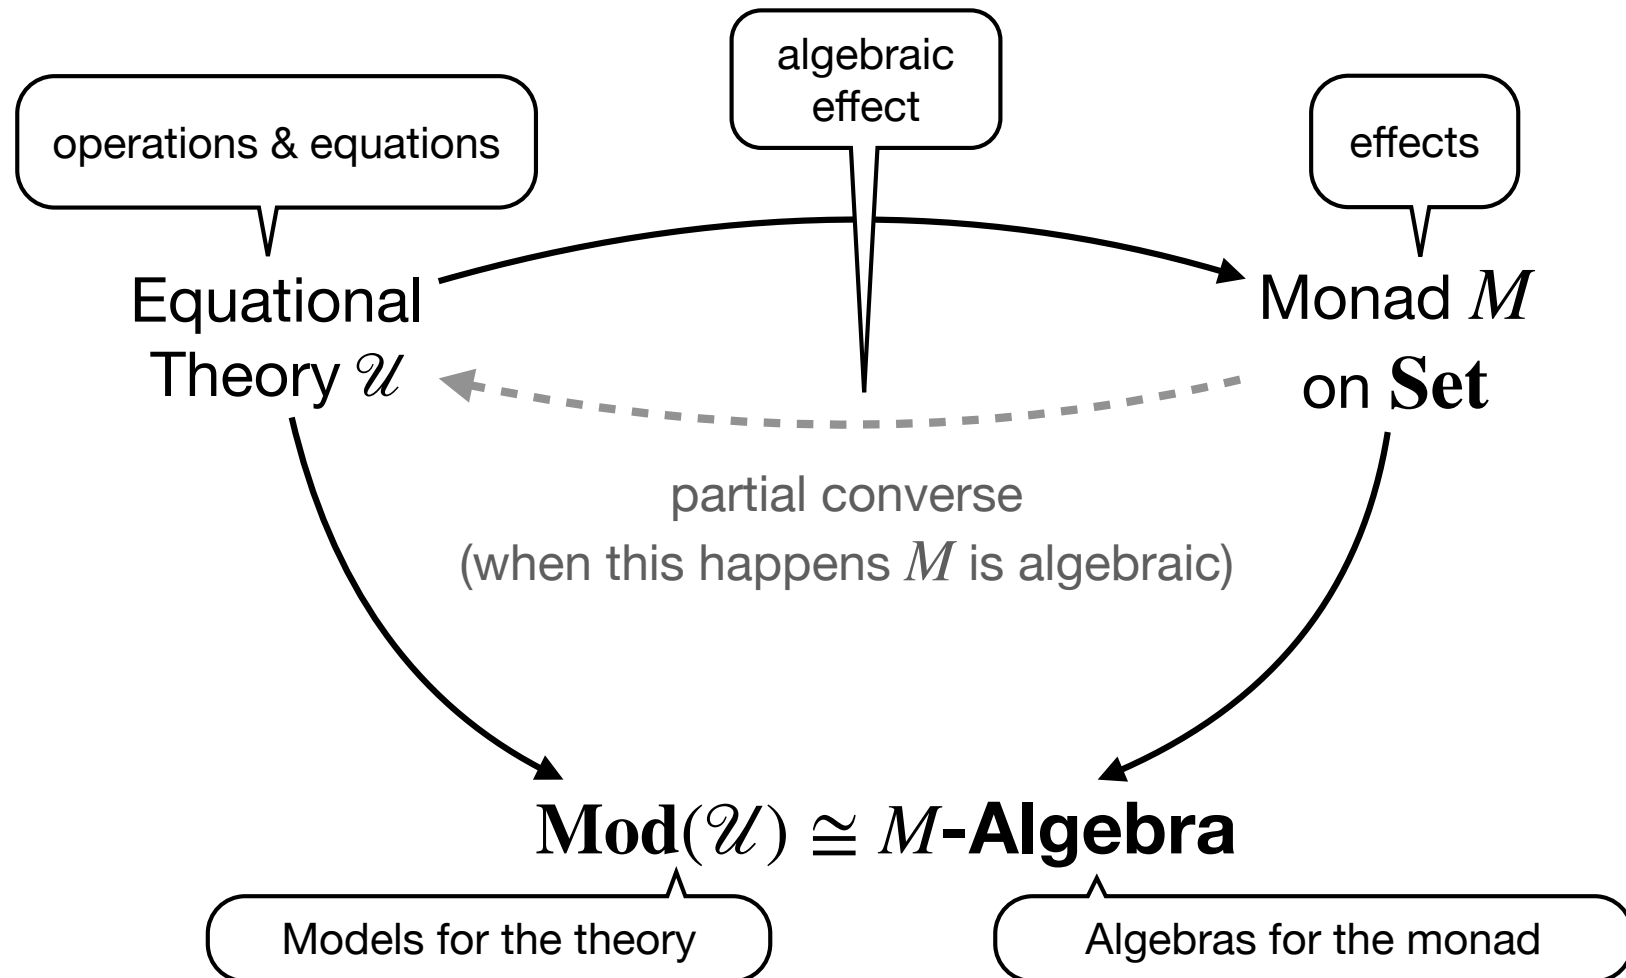 algebraic
effect
operations & equations
effects
Equational
Theory 𝒰
Monad M
on Set
partial converse
(when this happens M is algebraic)
Mod(𝒰) ≅ M-Algebra
Models for the theory
Algebras for the monad